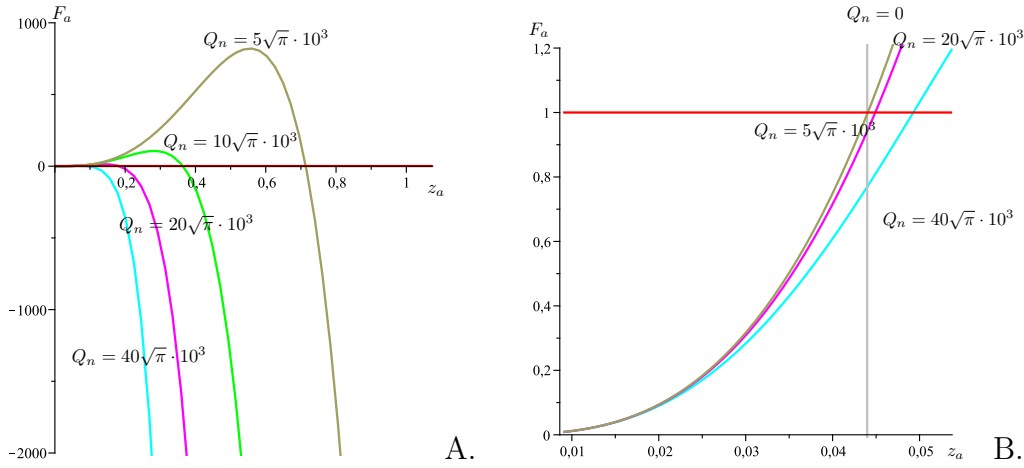 F_a
1000
Q_n = 5√π · 10^3
Q_n = 10√π · 10^3
0
0,2 0,4 0,6 0,8 1
z_a
Q_n = 20√π · 10^3
−1000
Q_n = 40√π · 10^3
−2000
A.
Q_n = 0
F_a
Q_n = 20√π · 10^3
1,2
1
Q_n = 5√π · 10^3
0,8
Q_n = 40√π · 10^3
0,6
0,4
0,2
0
0,01 0,02 0,03 0,04 0,05
z_a
B.